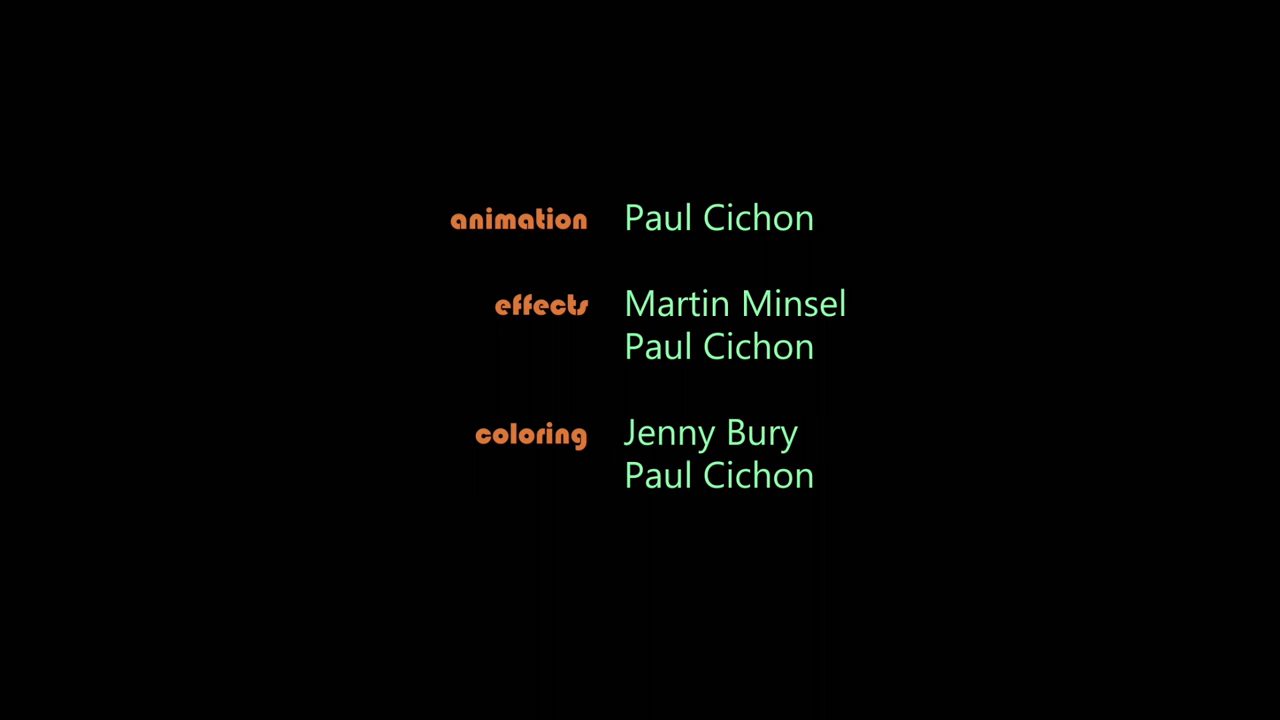 animation Paul Cichon
effects Martin Minsel
Paul Cichon
coloring Jenny Bury
Paul Cichon